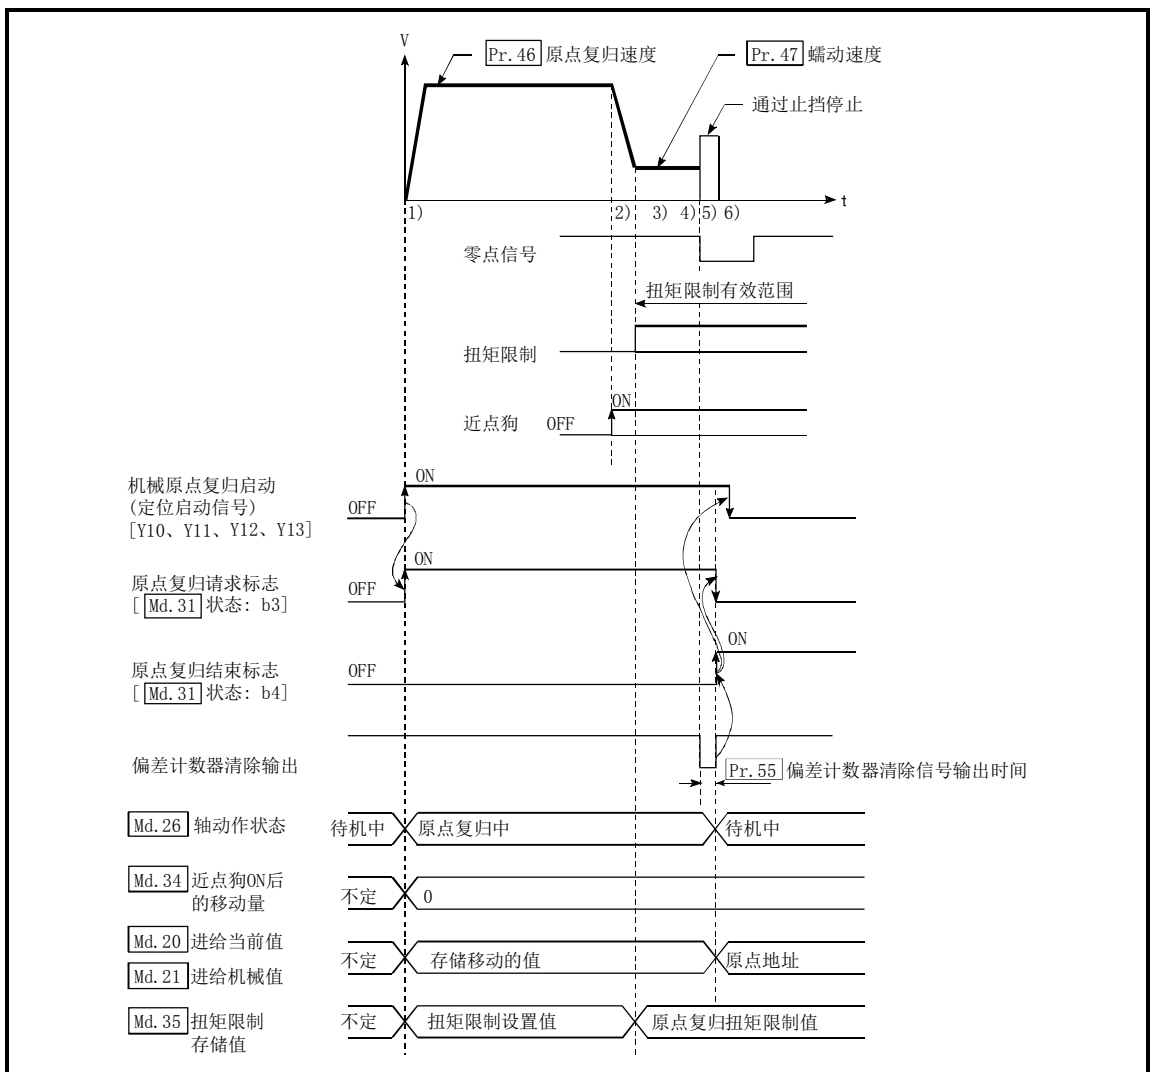 V
Pr.46 原点复归速度
Pr.47 蠕动速度
通过止挡停止
t
1) 2) 3) 4) 5) 6)
零点信号
扭矩限制有效范围
扭矩限制
ON
近点狗 OFF
ON
机械原点复归启动
(定位启动信号) OFF
[Y10、Y11、Y12、Y13]
ON
原点复归请求标志 OFF
[ Md.31 状态: b3]
ON
原点复归结束标志 OFF
[ Md.31 状态: b4]
偏差计数器清除输出
Pr.55 偏差计数器清除信号输出时间
Md.26 轴动作状态 待机中 原点复归中 待机中
Md.34 近点狗ON后
的移动量 不定 0
Md.20 进给当前值
不定 存储移动的值 原点地址
Md.21 进给机械值
Md.35 扭矩限制 不定 扭矩限制设置值 原点复归扭矩限制值
存储值